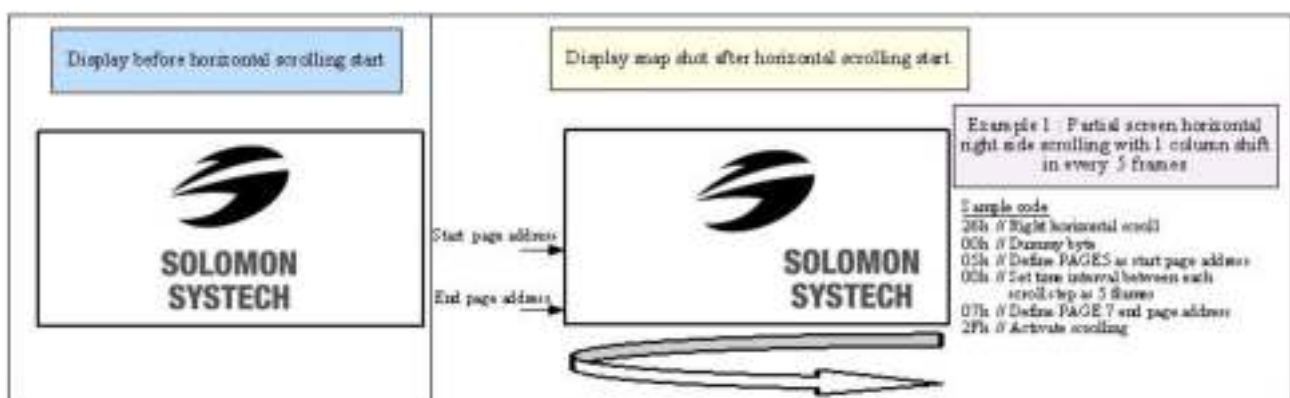 Display before horizontal scrolling start
SOLOMON
SYSTECH
Display snap shot after horizontal scrolling start
Start page address
End page address
SOLOMON
SYSTECH
Example 1 : Partial screen horizontal
right side scrolling with 1 column shift
in every 5 frames
Sample code
26h // Right horizontal scroll
00h // Dummy byte
05h // Define PAGE5 as start page address
00h // Set time interval between each
scroll step as 5 frames
07h // Define PAGE 7 end page address
2Fh // Activate scrolling